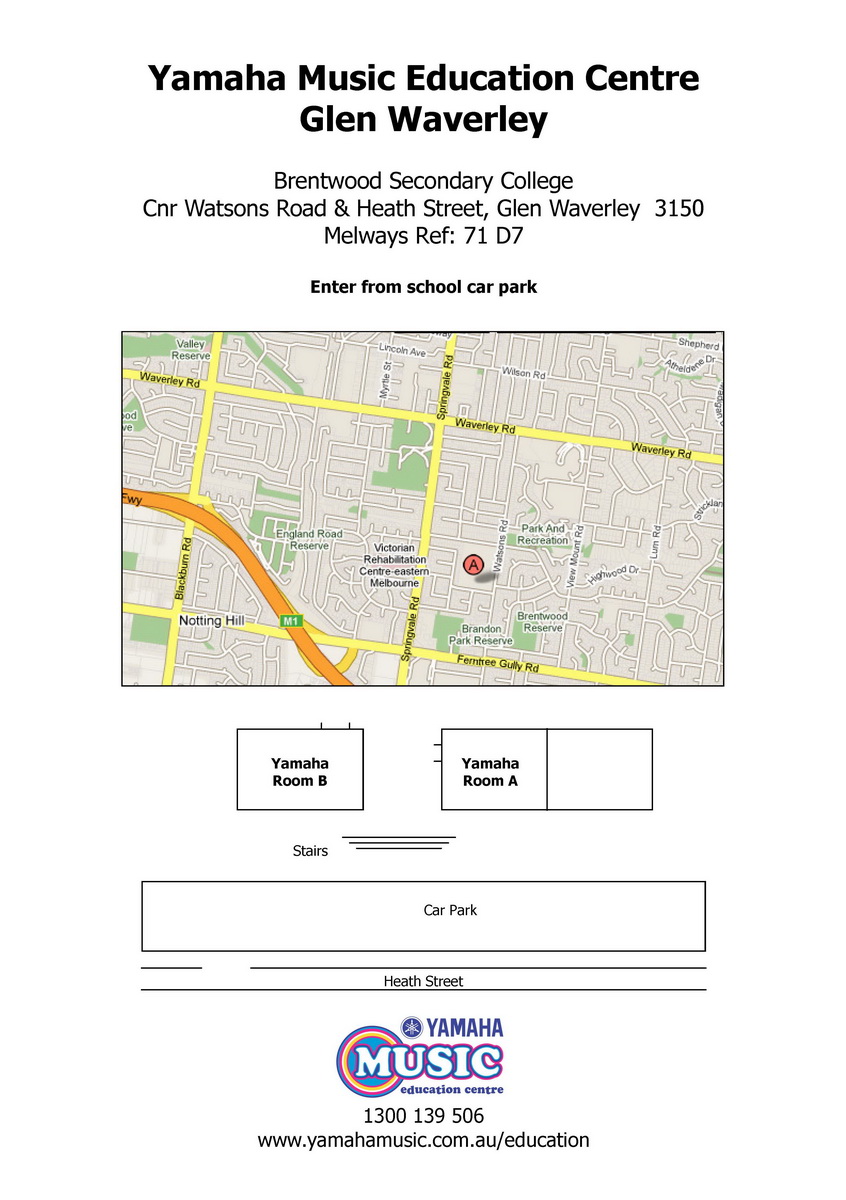 Yamaha Music Education Centre
Glen Waverley
Brentwood Secondary College
Cnr Watsons Road & Heath Street, Glen Waverley  3150
Melways Ref: 71 D7
Enter from school car park
Valley
Reserve
Lincoln Ave
Shepherd
Atheldene Dr
Waverley Rd
Myrtle St
Springvale Rd
Wilson Rd
Waverley Rd
Waverley Rd
Fwy
England Road
Reserve
Victorian
Rehabilitation
Centre-eastern
Melbourne
Watsons Rd
Park And
Recreation
View Mount Rd
Lum Rd
Highwood Dr
A
Blackburn Rd
Notting Hill
M1
Springvale Rd
Brandon
Park Reserve
Brentwood
Reserve
Ferntree Gully Rd
Yamaha
Room B
Yamaha
Room A
Stairs
Car Park
Heath Street
YAMAHA
MUSIC
education centre
1300 139 506
www.yamahamusic.com.au/education